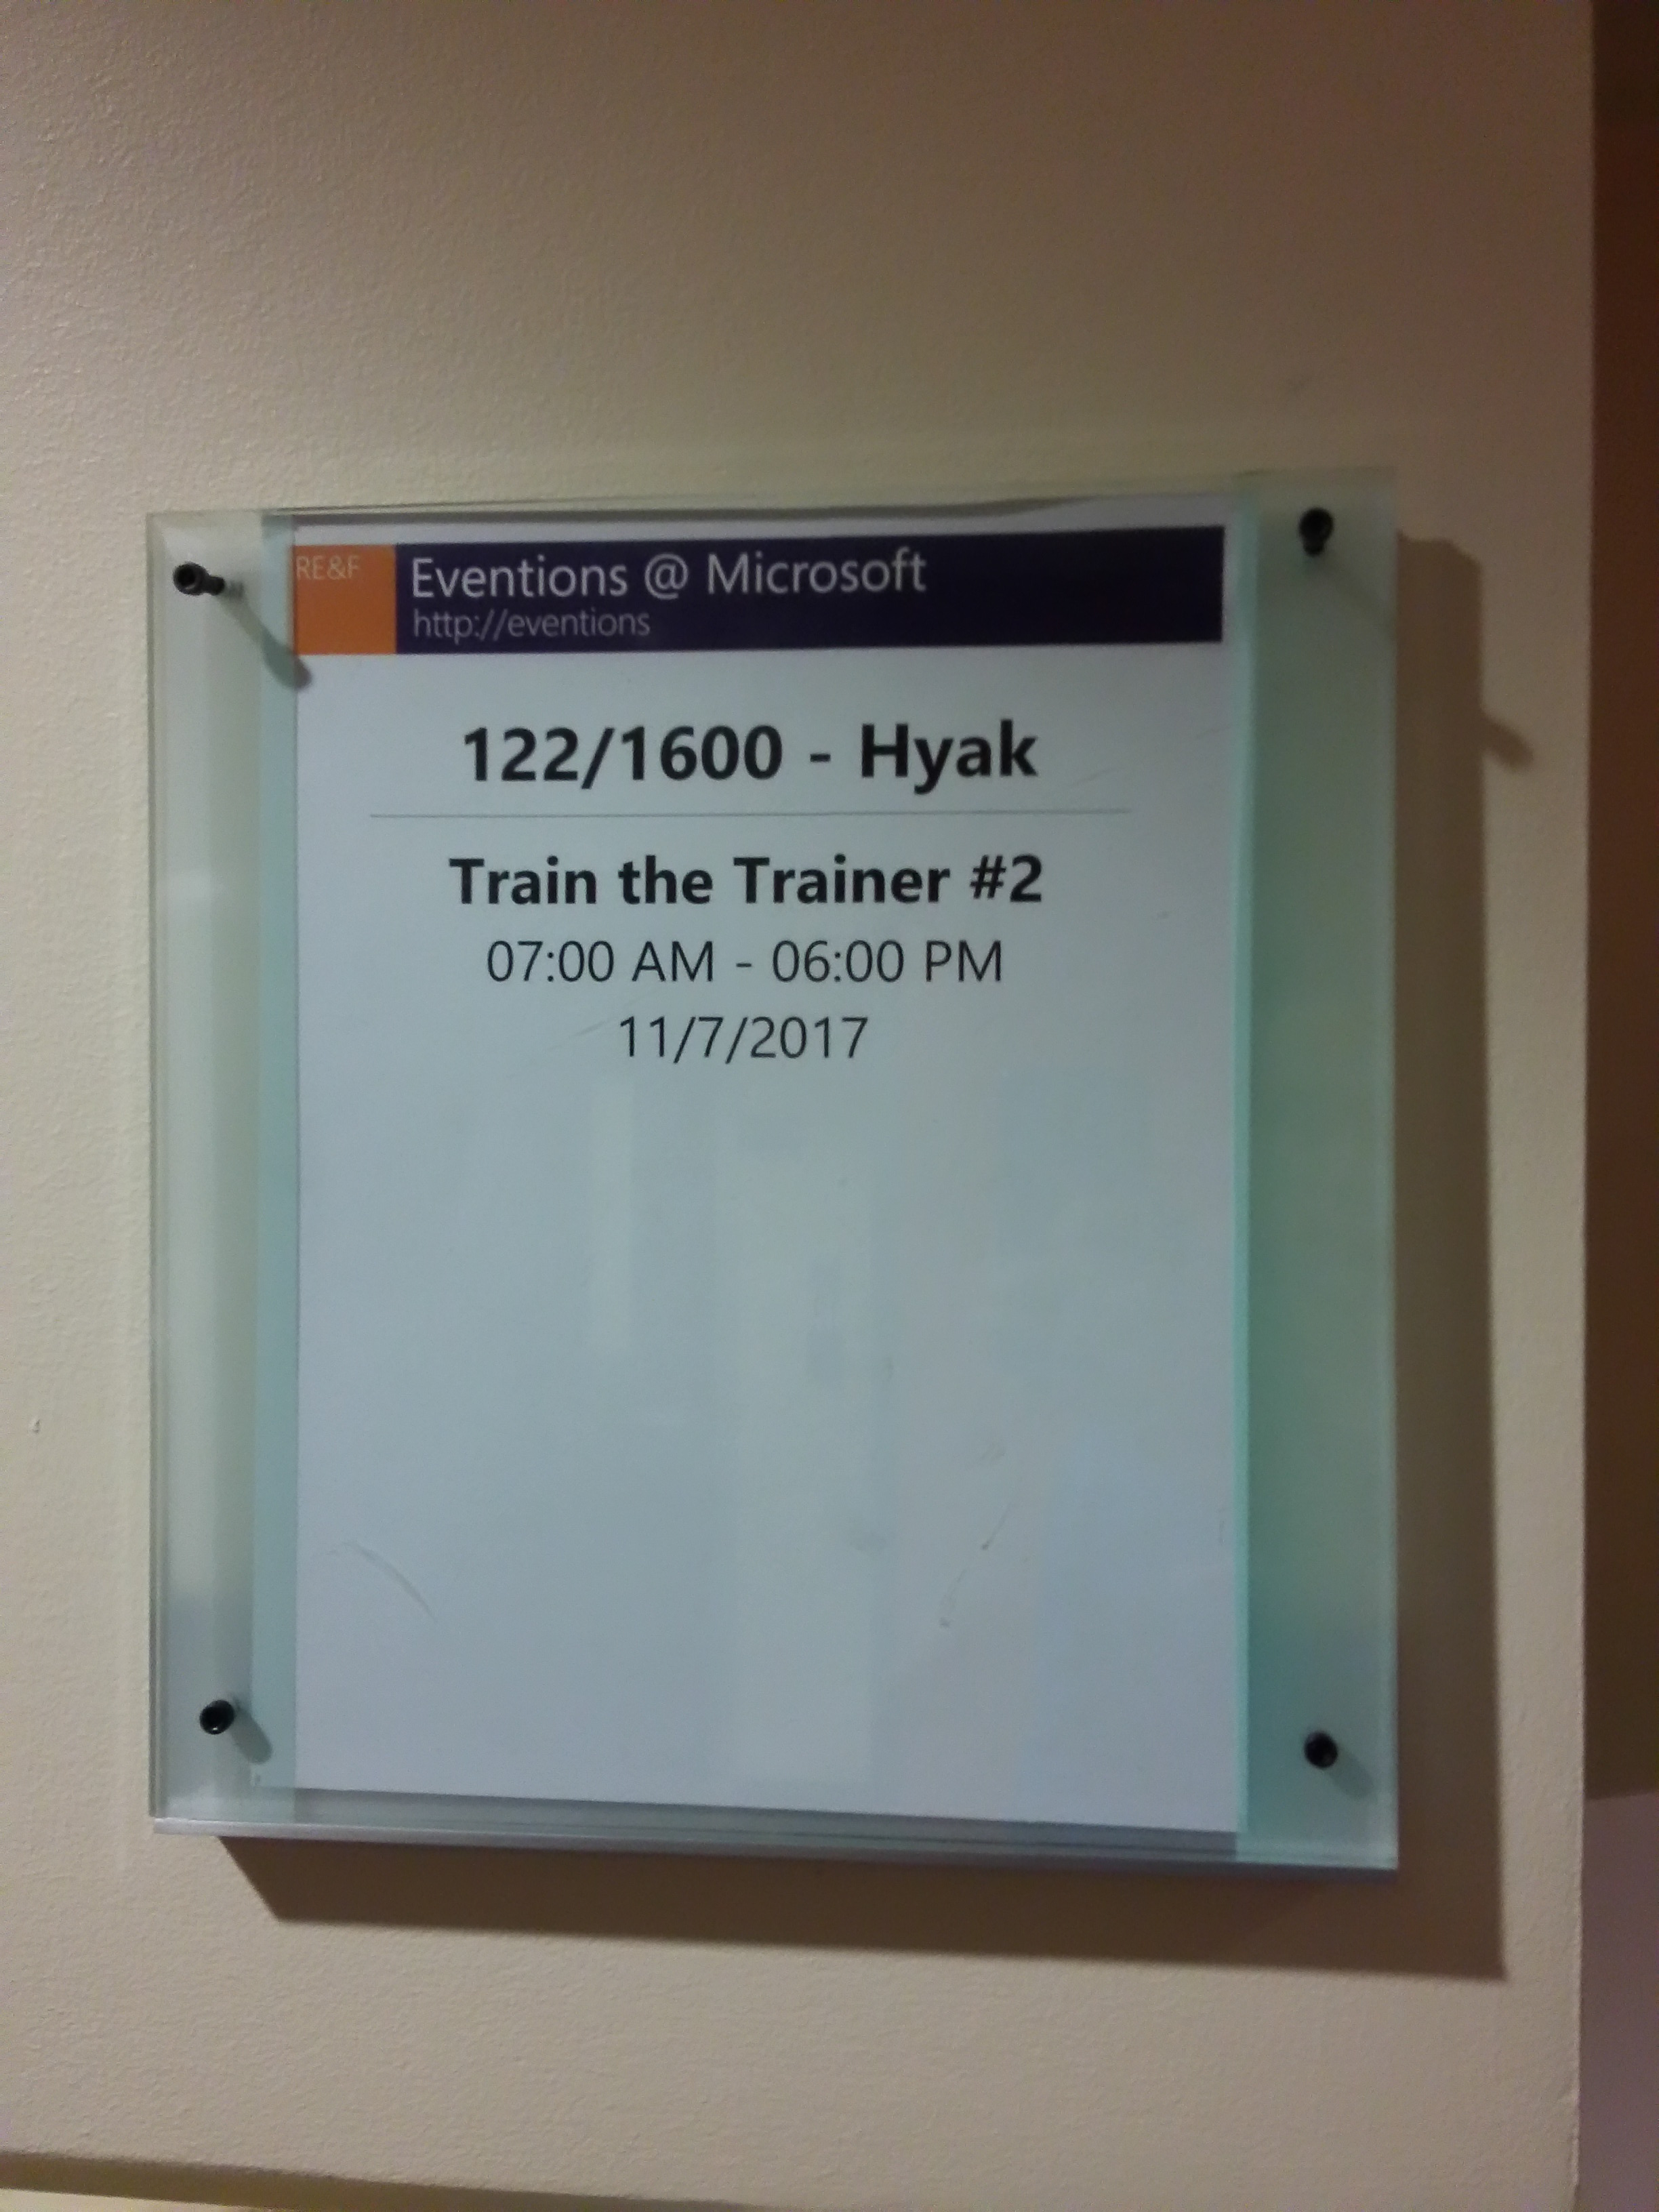 RE&F
Eventions @ Microsoft
http://eventions
122/1600 - Hyak
Train the Trainer #2
07:00 AM - 06:00 PM
11/7/2017